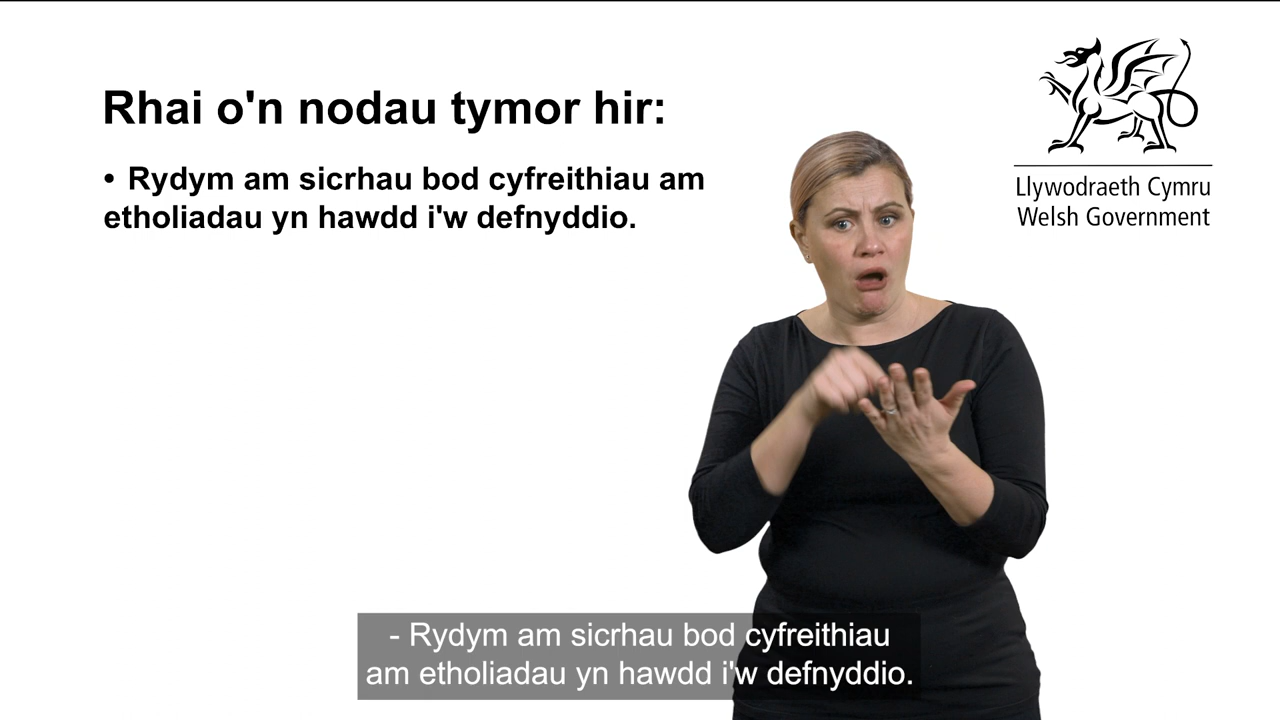 Rhai o'n nodau tymor hir:
• Rydym am sicrhau bod cyfreithiau am
etholiadau yn hawdd i'w defnyddio.
Llywodraeth Cymru
Welsh Government
- Rydym am sicrhau bod cyfreithiau
am etholiadau yn hawdd i'w defnyddio.